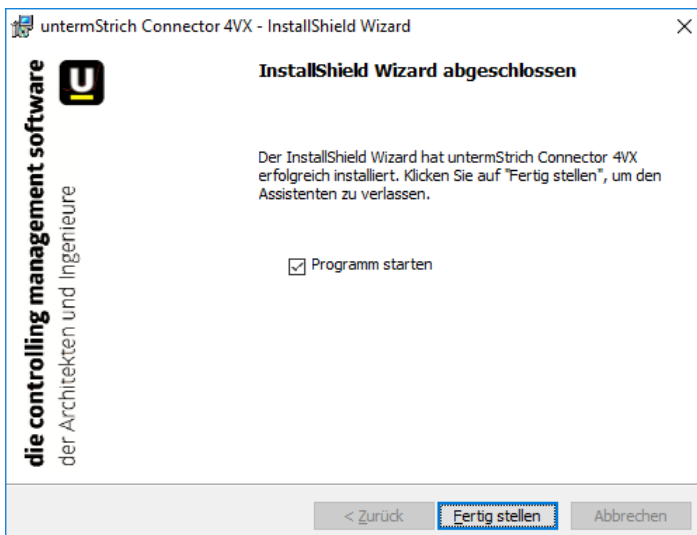 untermStrich Connector 4VX - InstallShield Wizard
U
die controlling management software
der Architekten und Ingenieure
InstallShield Wizard abgeschlossen
Der InstallShield Wizard hat untermStrich Connector 4VX
erfolgreich installiert. Klicken Sie auf "Fertig stellen", um den
Assistenten zu verlassen.
Programm starten
< Zurück
Fertig stellen
Abbrechen